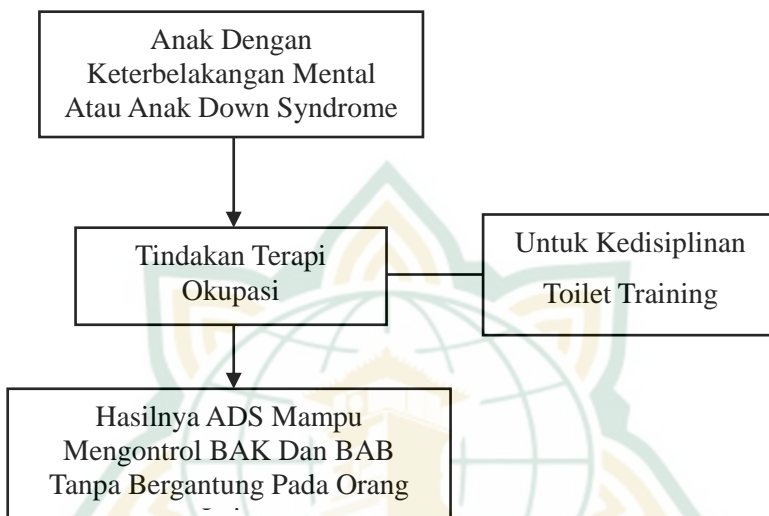 Anak Dengan
Keterbelakangan Mental
Atau Anak Down Syndrome
Tindakan Terapi
Okupasi
Untuk Kedisiplinan
Toilet Training
Hasilnya ADS Mampu
Mengontrol BAK Dan BAB
Tanpa Bergantung Pada Orang